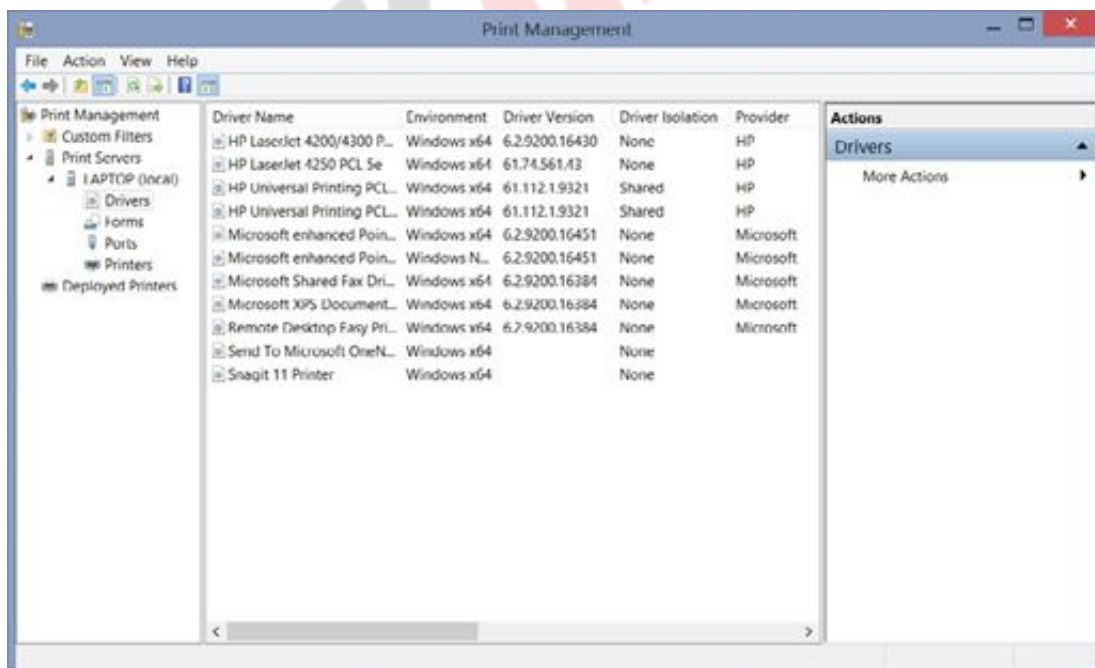 Print Management
File Action View Help
Print Management
Custom Filters
Print Servers
LAPTOP (local)
Drivers
Forms
Ports
Printers
Deployed Printers
Driver Name Environment Driver Version Driver Isolation Provider
HP LaserJet 4200/4300 P... Windows x64 6.2.9200.16430 None HP
HP LaserJet 4250 PCL 5e Windows x64 61.74.561.43 None HP
HP Universal Printing PCL... Windows x64 61.112.1.9321 Shared HP
HP Universal Printing PCL... Windows x64 61.112.1.9321 Shared HP
Microsoft enhanced Poin... Windows x64 6.2.9200.16451 None Microsoft
Microsoft enhanced Poin... Windows N... 6.2.9200.16451 None Microsoft
Microsoft Shared Fax Dri... Windows x64 6.2.9200.16384 None Microsoft
Microsoft XPS Document... Windows x64 6.2.9200.16384 None Microsoft
Remote Desktop Easy Pri... Windows x64 6.2.9200.16384 None Microsoft
Send To Microsoft OneN... Windows x64 None
Snagit 11 Printer Windows x64 None
Actions
Drivers
More Actions